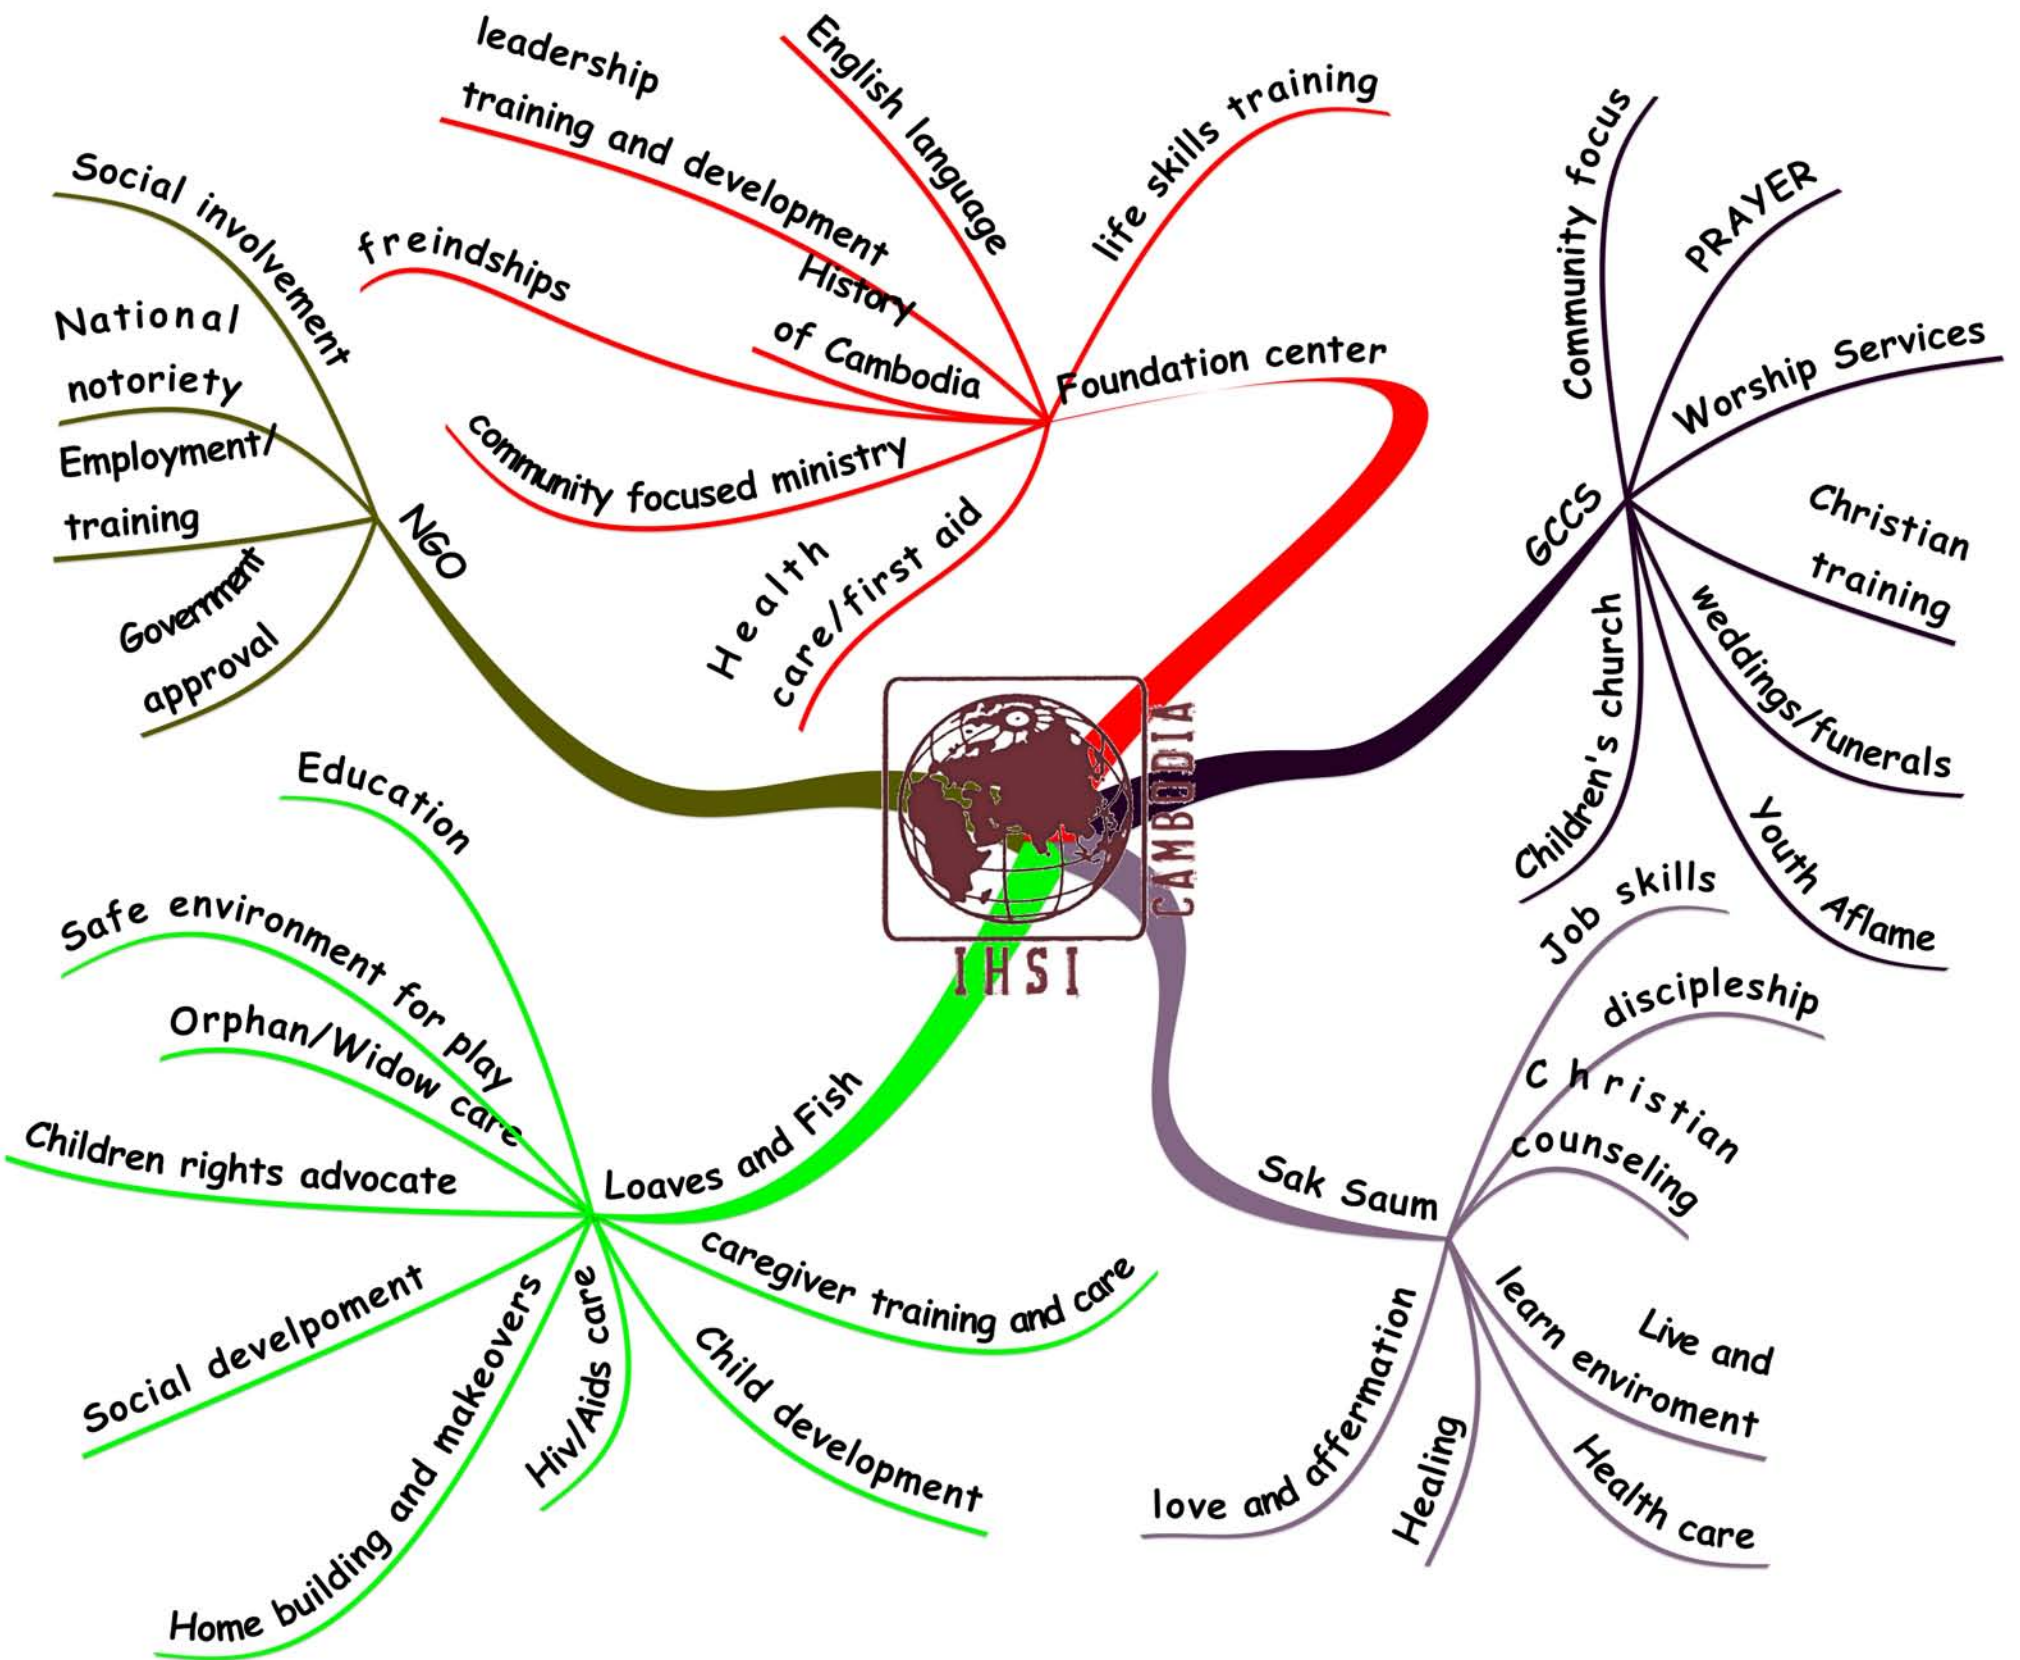 leadership
training and development
English language
life skills training
freindships
History
of Cambodia
Foundation center
community focused ministry
Health
care/first aid
Social involvement
National
notoriety
Employment/
training
Government
approval
NGO
Community focus
PRAYER
Worship Services
GCCS
Christian
training
weddings/funerals
Youth Aflame
Children's church
CAMBODIA
IHSI
Education
Safe environment for play
Orphan/Widow care
Children rights advocate
Loaves and Fish
Social develpoment
Home building and makeovers
Hiv/Aids care
Child development
caregiver training and care
Job skills
discipleship
Christian
counseling
Sak Saum
Live and
learn enviroment
Health care
Healing
love and affermation